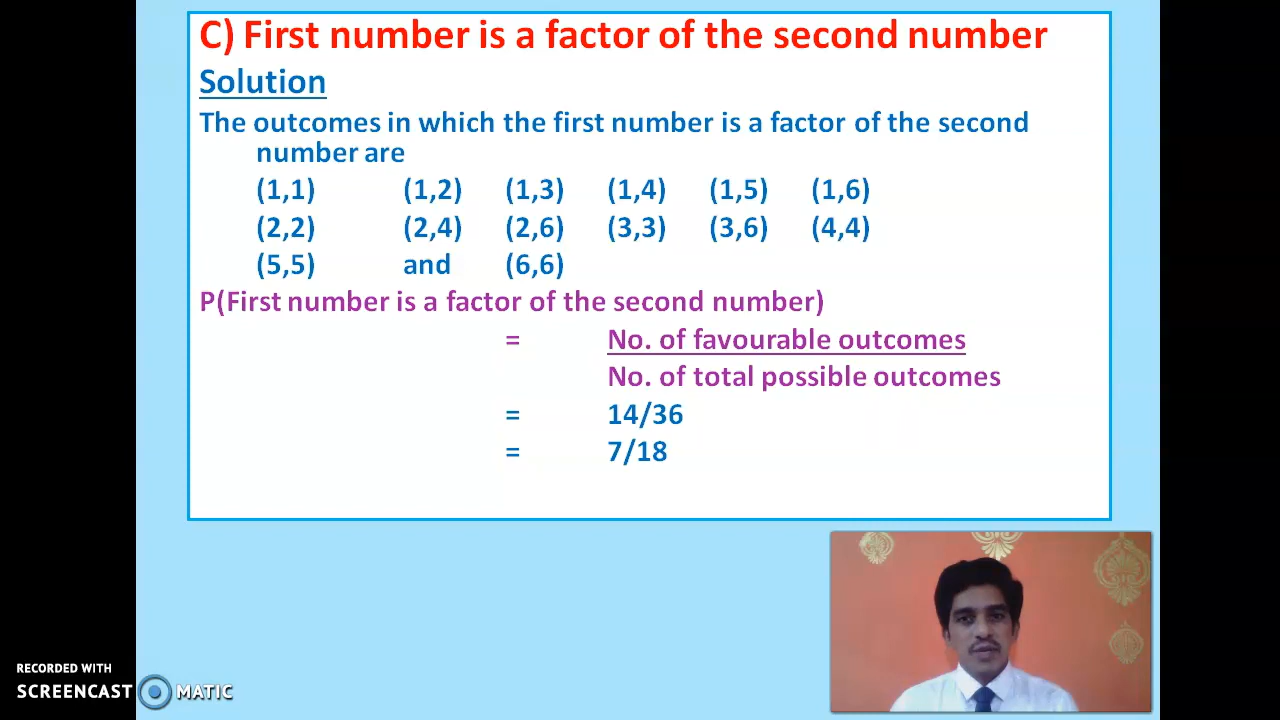 C) First number is a factor of the second number
Solution
The outcomes in which the first number is a factor of the second
number are
(1,1) (1,2) (1,3) (1,4) (1,5) (1,6)
(2,2) (2,4) (2,6) (3,3) (3,6) (4,4)
(5,5) and (6,6)
P(First number is a factor of the second number)
= No. of favourable outcomes
No. of total possible outcomes
= 14/36
= 7/18
RECORDED WITH
SCREENCAST MATIC